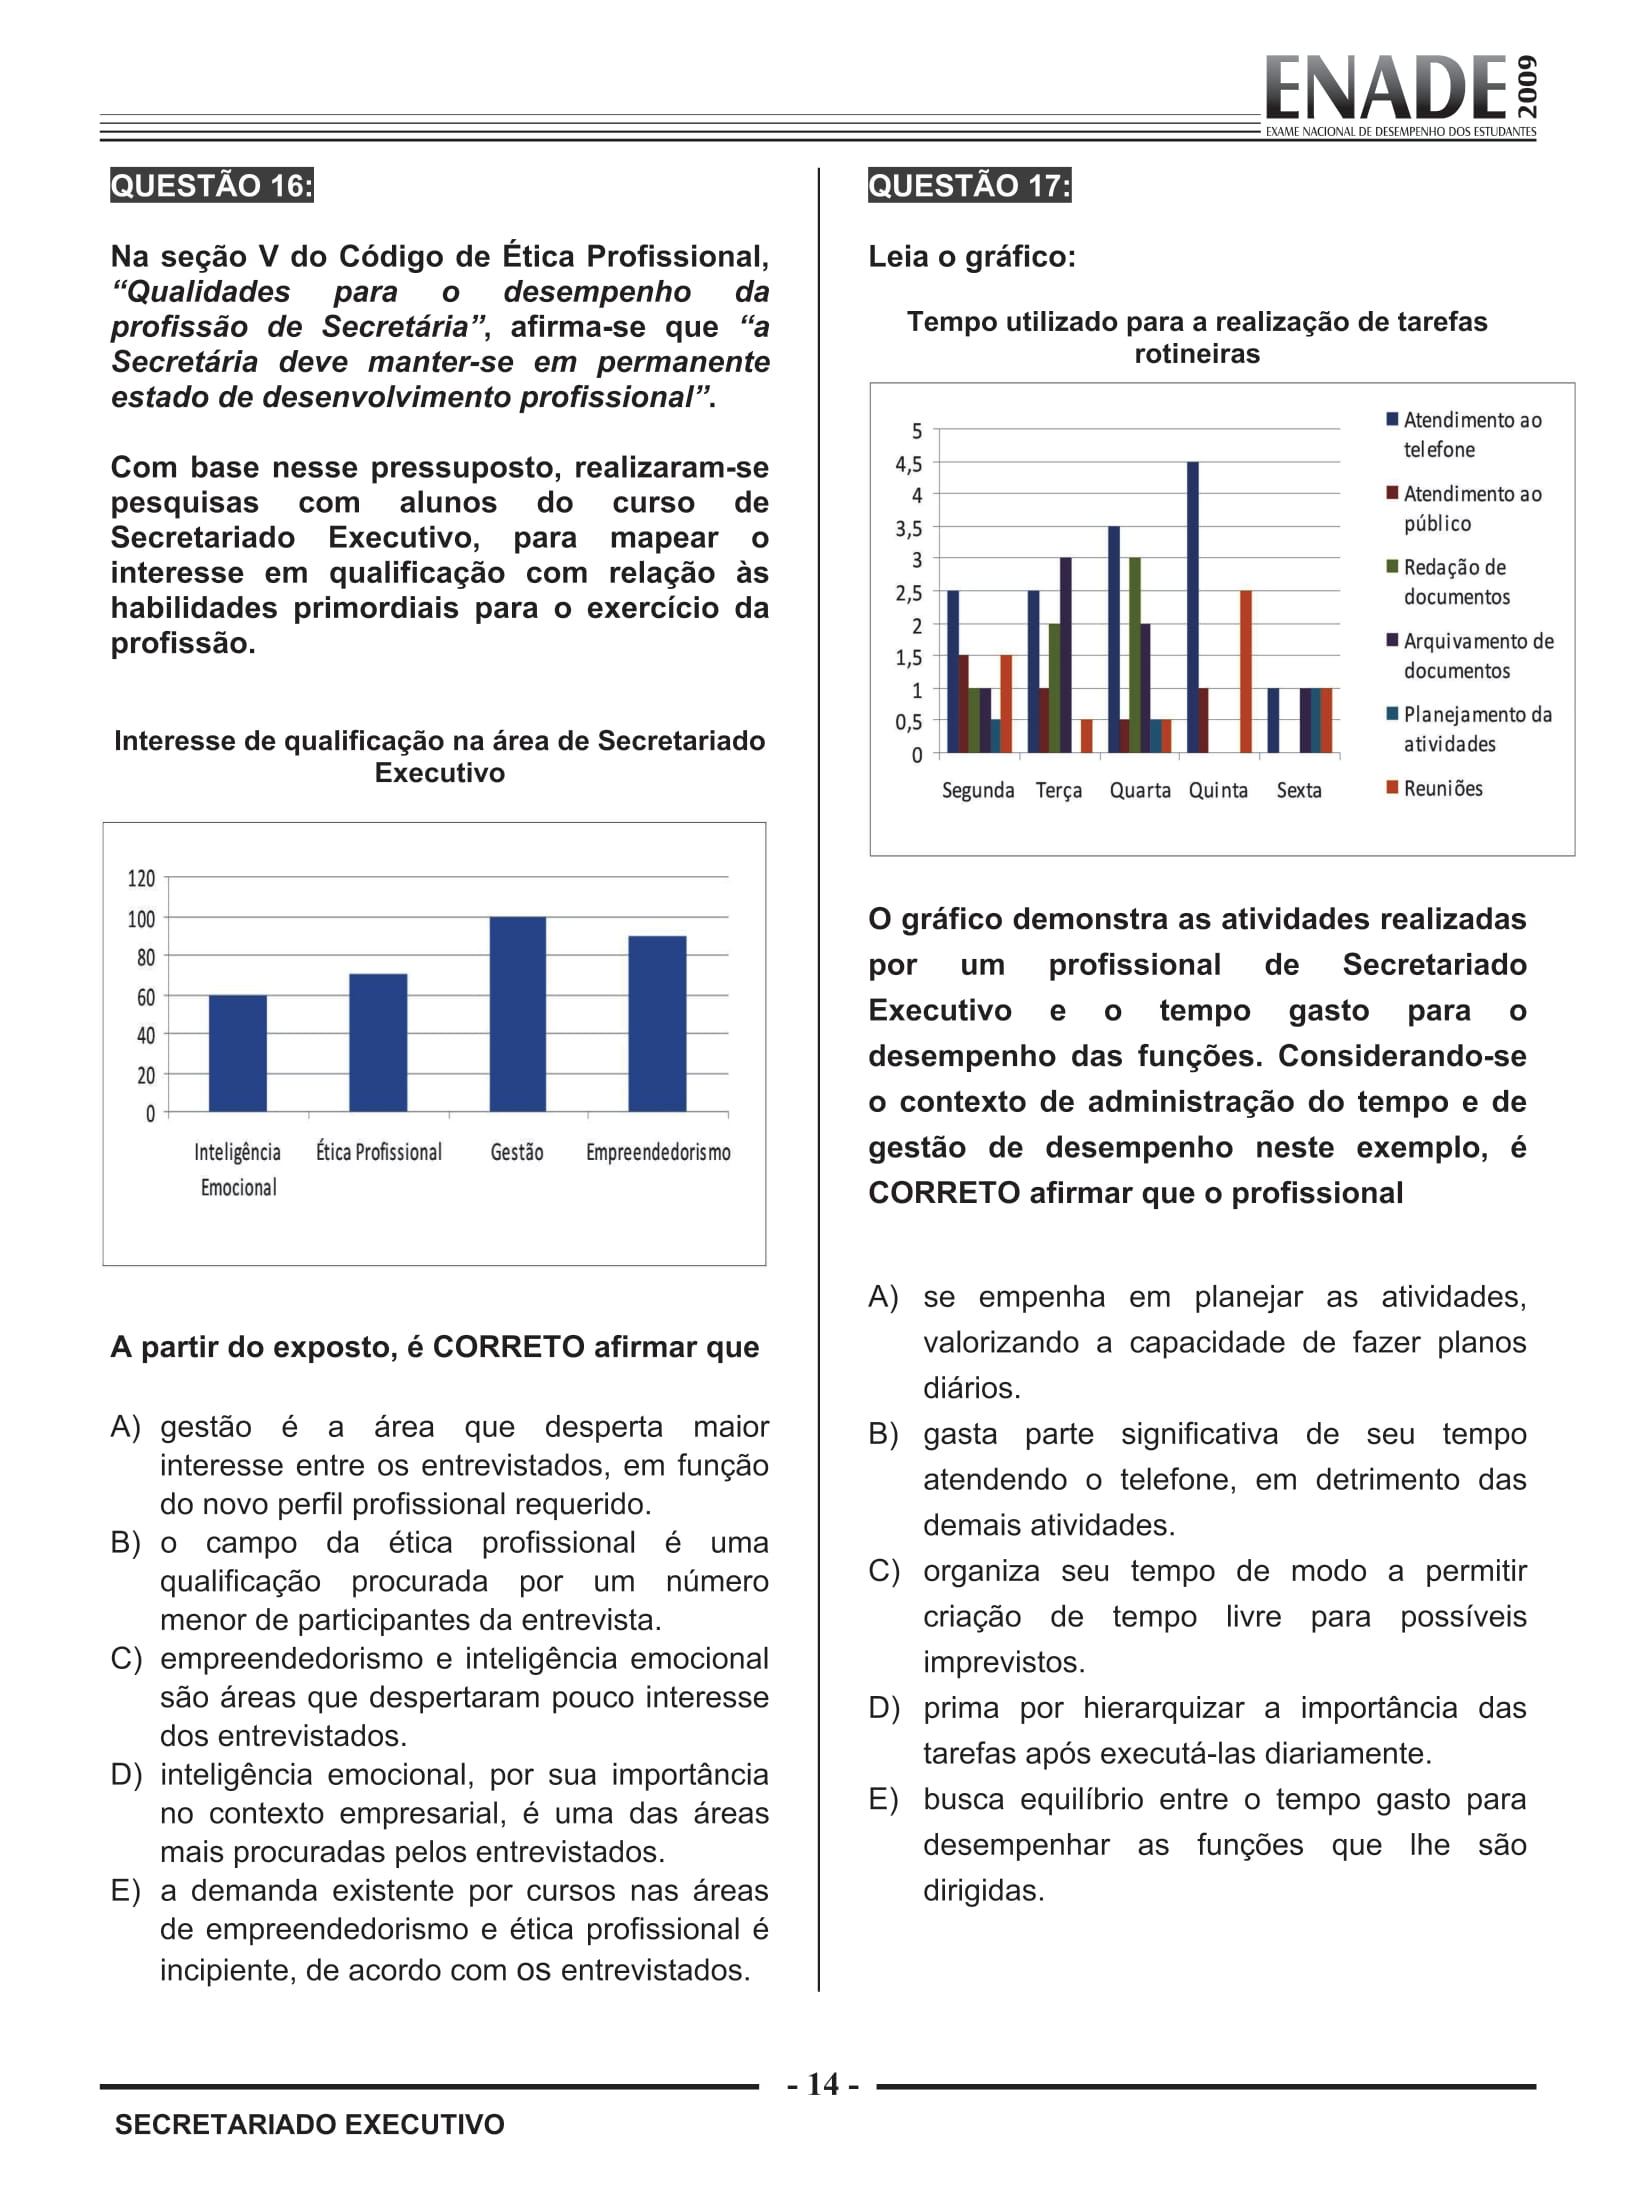 ENADE 2009
EXAME NACIONAL DE DESEMPENHO DOS ESTUDANTES
QUESTÃO 16:
Na seção V do Código de Ética Profissional,
“Qualidades para o desempenho da
profissão de Secretária”, afirma-se que “a
Secretária deve manter-se em permanente
estado de desenvolvimento profissional”.
Com base nesse pressuposto, realizaram-se
pesquisas com alunos do curso de
Secretariado Executivo, para mapear o
interesse em qualificação com relação às
habilidades primordiais para o exercício da
profissão.
Interesse de qualificação na área de Secretariado
Executivo
120
100
80
60
40
20
0
Inteligência
Emocional
Ética Profissional
Gestão
Empreendedorismo
A partir do exposto, é CORRETO afirmar que
A) gestão é a área que desperta maior
interesse entre os entrevistados, em função
do novo perfil profissional requerido.
B) o campo da ética profissional é uma
qualificação procurada por um número
menor de participantes da entrevista.
C) empreendedorismo e inteligência emocional
são áreas que despertaram pouco interesse
dos entrevistados.
D) inteligência emocional, por sua importância
no contexto empresarial, é uma das áreas
mais procuradas pelos entrevistados.
E) a demanda existente por cursos nas áreas
de empreendedorismo e ética profissional é
incipiente, de acordo com os entrevistados.
QUESTÃO 17:
Leia o gráfico:
Tempo utilizado para a realização de tarefas
rotineiras
5
4,5
4
3,5
3
2,5
2
1,5
1
0,5
0
Segunda Terça Quarta Quinta Sexta
Atendimento ao
telefone
Atendimento ao
público
Redação de
documentos
Arquivamento de
documentos
Planejamento da
atividades
Reuniões
O gráfico demonstra as atividades realizadas
por um profissional de Secretariado
Executivo e o tempo gasto para o
desempenho das funções. Considerando-se
o contexto de administração do tempo e de
gestão de desempenho neste exemplo, é
CORRETO afirmar que o profissional
A) se empenha em planejar as atividades,
valorizando a capacidade de fazer planos
diários.
B) gasta parte significativa de seu tempo
atendendo o telefone, em detrimento das
demais atividades.
C) organiza seu tempo de modo a permitir
criação de tempo livre para possíveis
imprevistos.
D) prima por hierarquizar a importância das
tarefas após executá-las diariamente.
E) busca equilíbrio entre o tempo gasto para
desempenhar as funções que lhe são
dirigidas.
- 14 -
SECRETARIADO EXECUTIVO